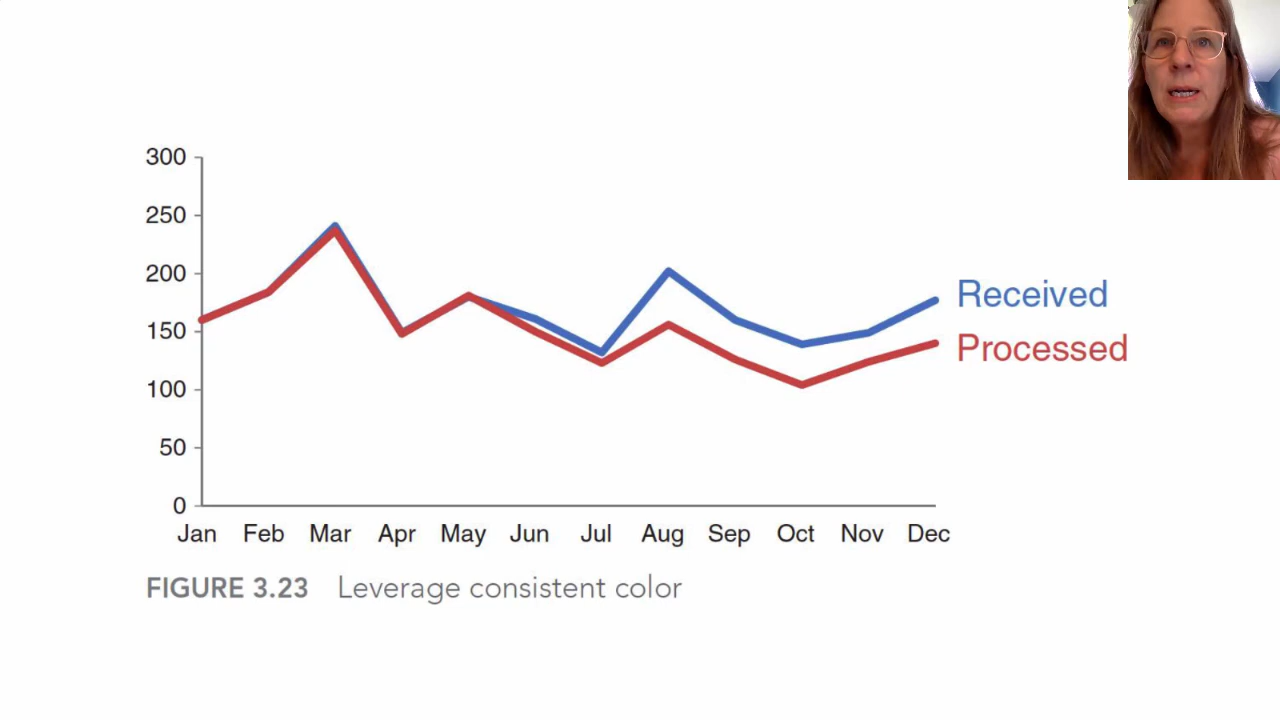 300
250
200
150
100
50
0
Jan Feb Mar Apr May Jun Jul Aug Sep Oct Nov Dec
Received
Processed
FIGURE 3.23 Leverage consistent color